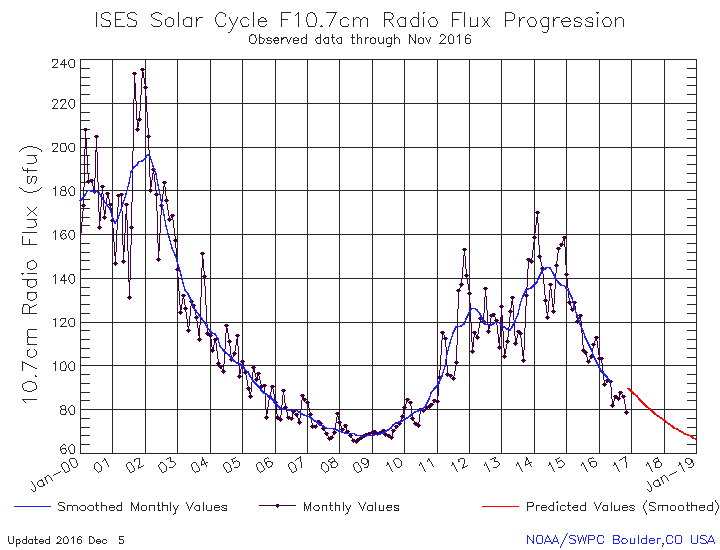 ISES Solar Cycle F10.7cm Radio Flux Progression
Observed data through Nov 2016
10.7cm Radio Flux (sfu)
240
220
200
180
160
140
120
100
80
60
Jan-00 01 02 03 04 05 06 07 08 09 10 11 12 13 14 15 16 17 18 Jan-19
Smoothed Monthly Values Monthly Values Predicted Values (Smoothed)
Updated 2016 Dec 5 NOAA/SWPC Boulder,CO USA